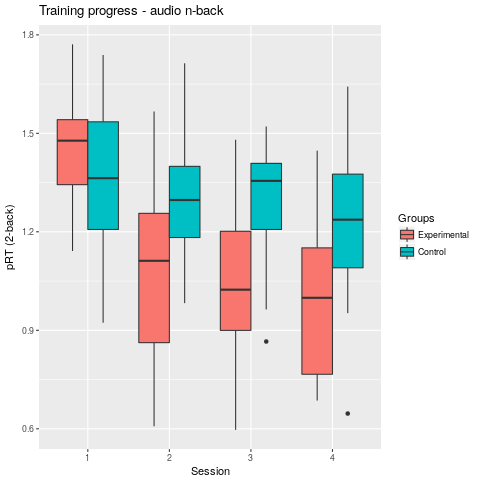 Training progress - audio n-back
pRT (2-back)
1.8
1.5
1.2
0.9
0.6
1
2
3
4
Session
Groups
Experimental
Control